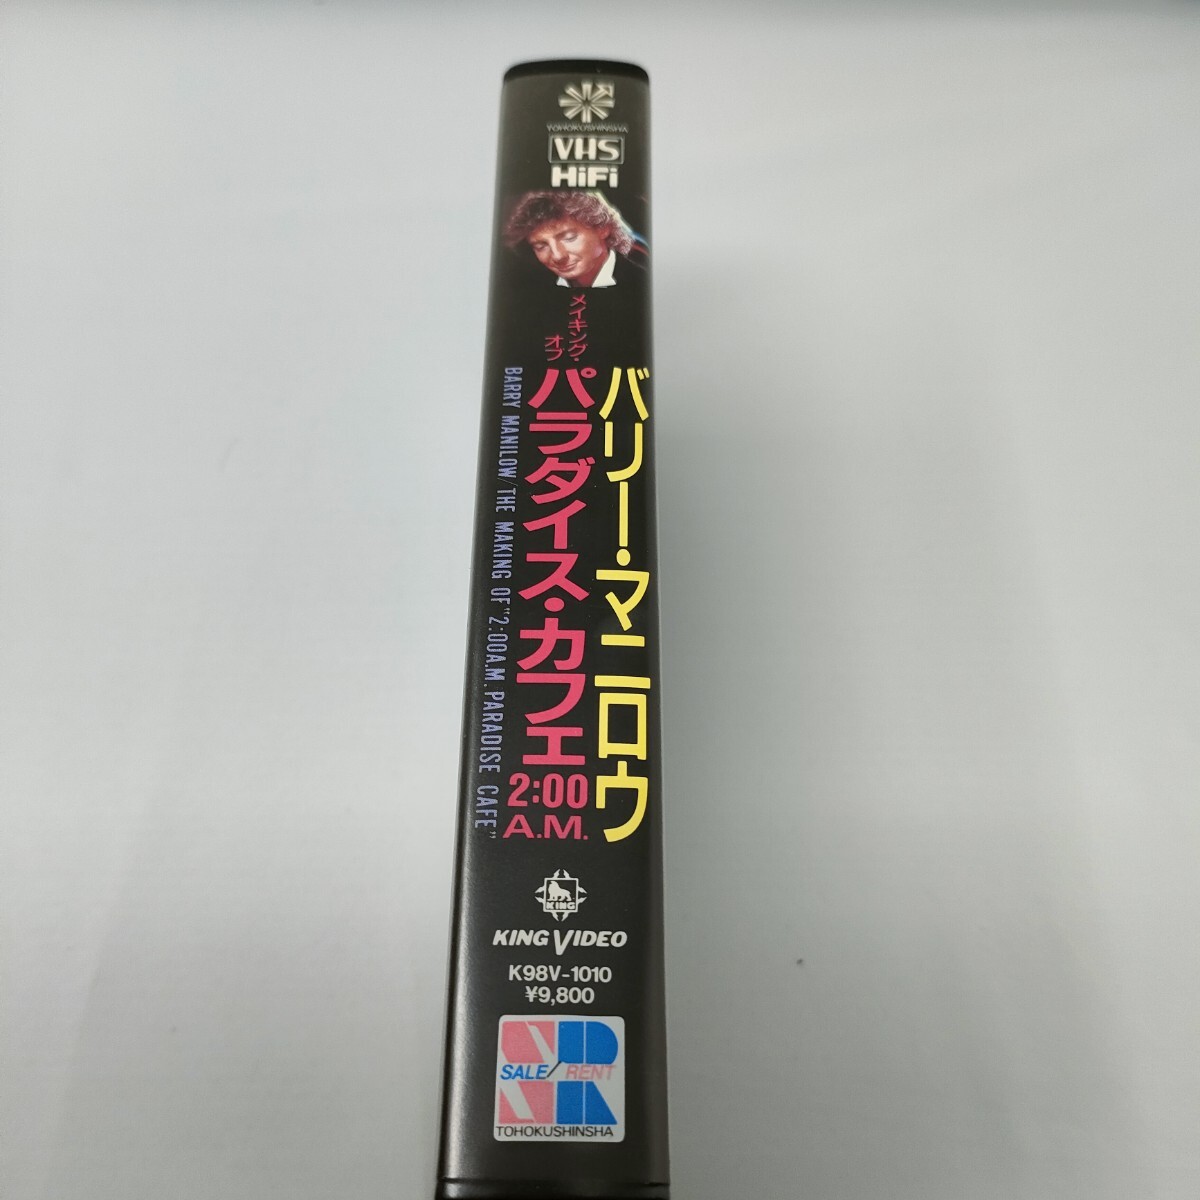 TOHOKUSHINSHA
VHS
HiFi
バリー・マニロウ
メイキング・
オブ
パラダイス・カフェ
2:00
A.M.
BARRY MANILOW/THE MAKING OF "2:00A.M. PARADISE CAFE"
KING
KING VIDEO
K98V-1010
¥9,800
SR
SALE/RENT
TOHOKUSHINSHA